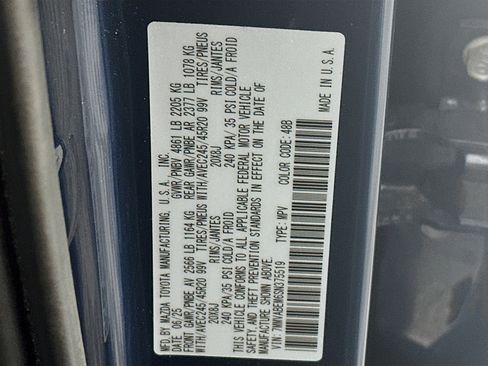 MFD BY MAZDA TOYOTA MANUFACTURING, U.S.A. INC.
DATE 06/25 GVWR/PNBV 4861 LB 2205 KG
FRONT GAWR/PNBE AV 2566 LB 1164 KG REAR GAWR/PNBE AR 2377 LB 1078 KG
WITH/AVEC245/45R20 99V TIRES/PNEUS WITH/AVEC245/45R20 99V TIRES/PNEUS
20X8J RIMS/JANTES 20X8J RIMS/JANTES
240 KPA/35 PSI COLD/A FROID 240 KPA/ 35 PSI COLD/A FROID
THIS VEHICLE CONFORMS TO ALL APPLICABLE FEDERAL MOTOR VEHICLE
SAFETY AND THEFT PREVENTION STANDARDS IN EFFECT ON THE DATE OF
MANUFACTURE SHOWN ABOVE.
VIN: TYPE: MPV COLOR CODE: 48B
MADE IN U.S.A.